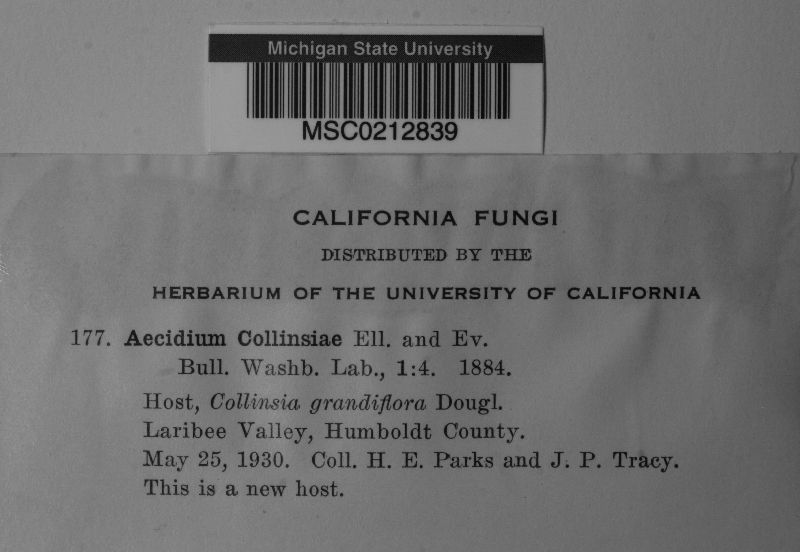 Michigan State University
MSC0212839
CALIFORNIA FUNGI
DISTRIBUTED BY THE
HERBARIUM OF THE UNIVERSITY OF CALIFORNIA
177. Aecidium Collinsiae Ell. and Ev.
Bull. Washb. Lab., 1:4. 1884.
Host, Collinsia grandiflora Dougl.
Laribee Valley, Humboldt County.
May 25, 1930. Coll. H. E. Parks and J. P. Tracy.
This is a new host.